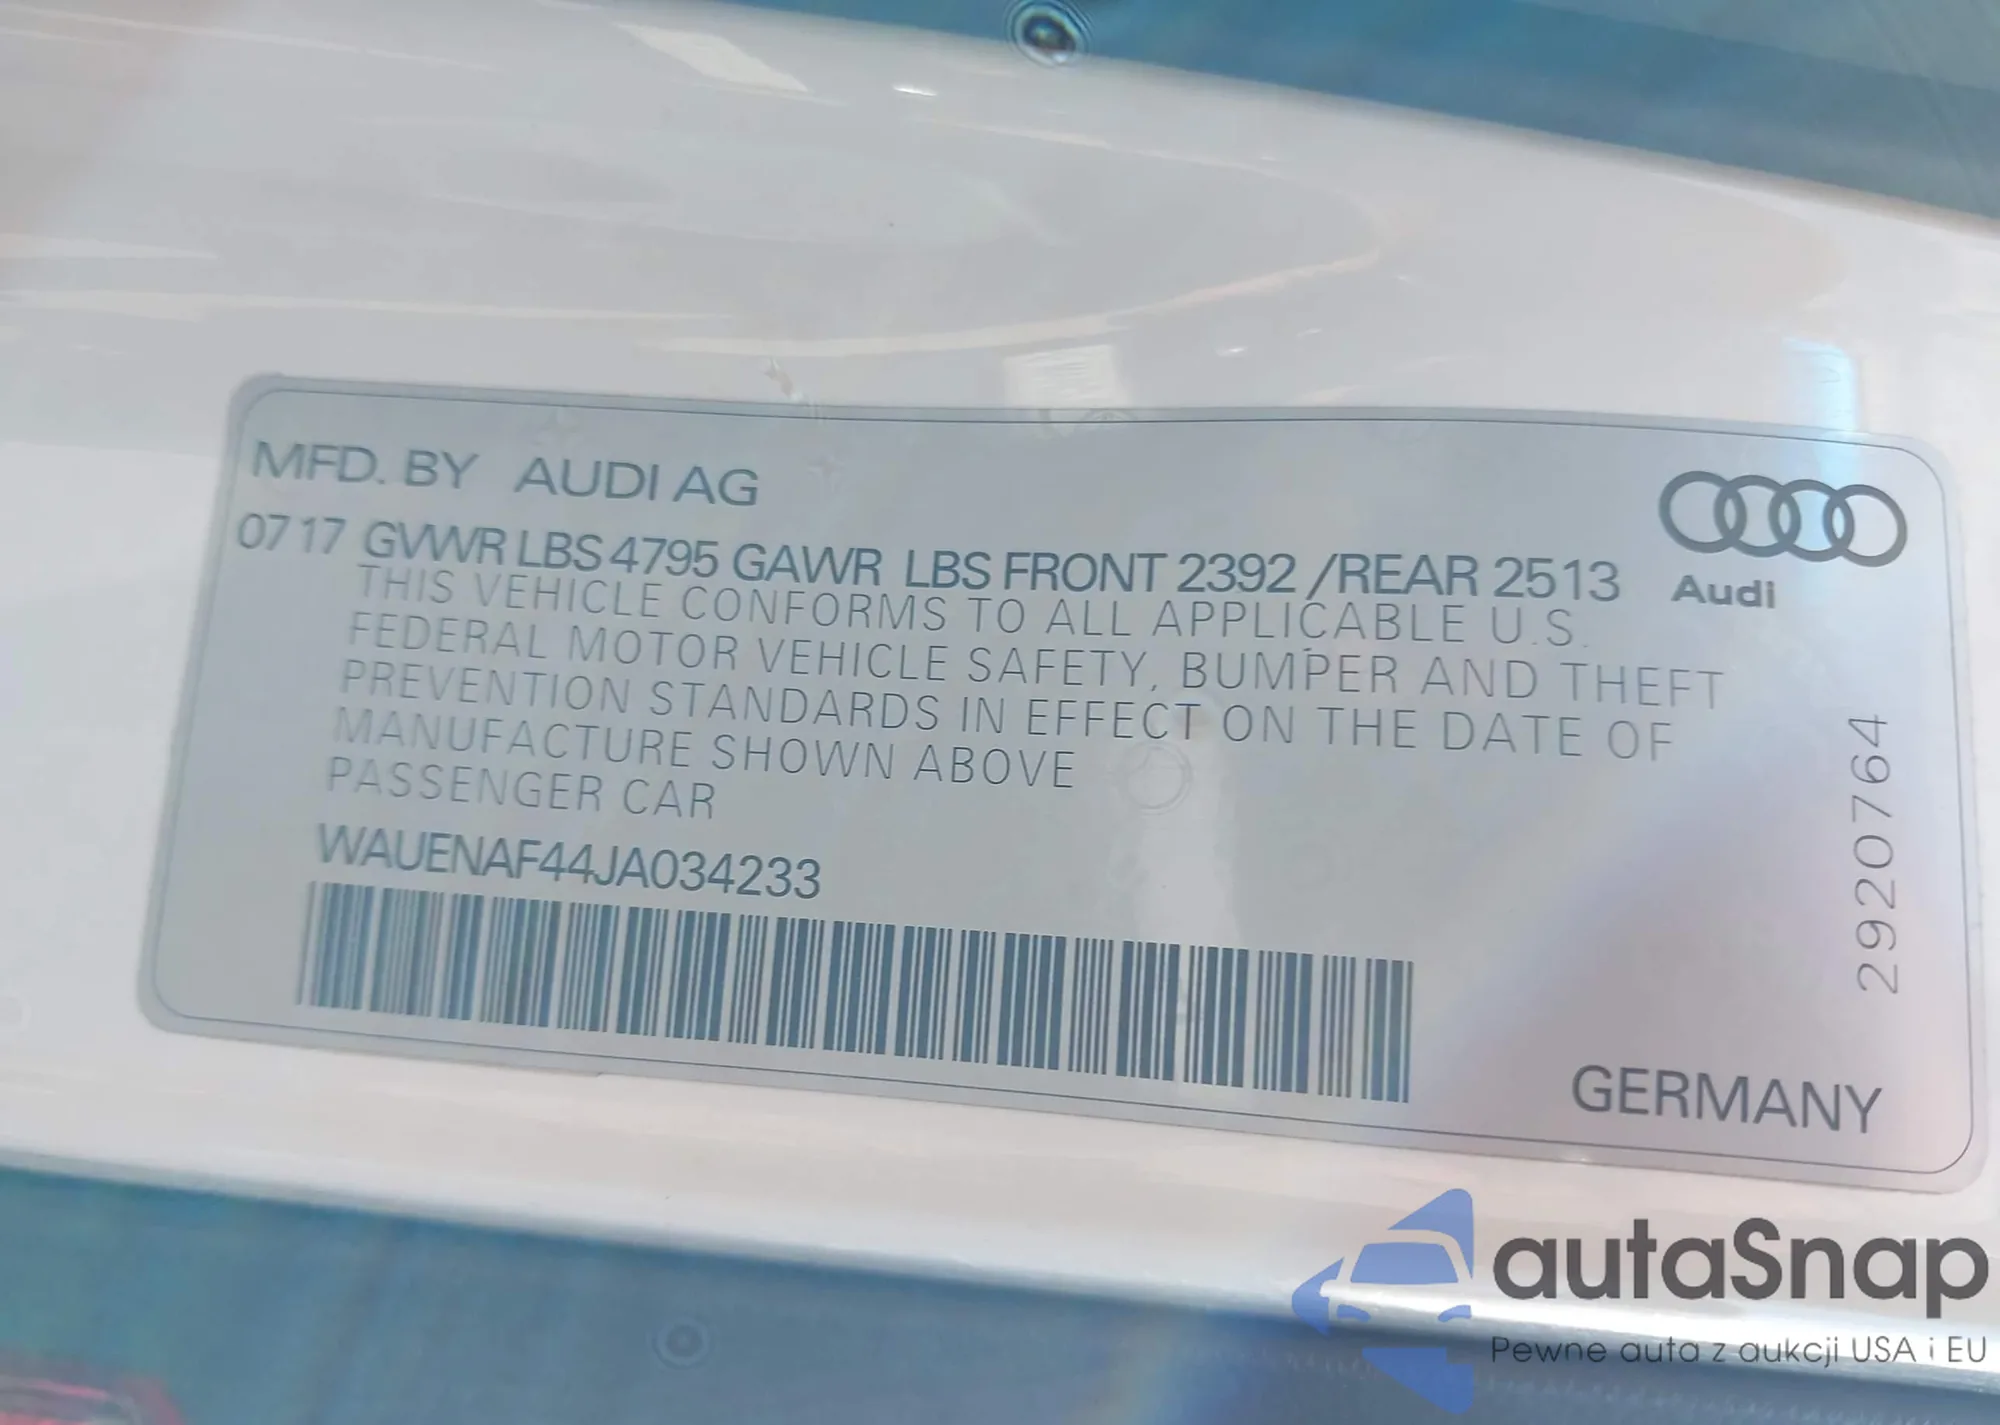 MFD. BY AUDI AG
07 17 GVWR LBS 4795 GAWR LBS FRONT 2392 /REAR 2513
THIS VEHICLE CONFORMS TO ALL APPLICABLE U.S.
FEDERAL MOTOR VEHICLE SAFETY, BUMPER AND THEFT
PREVENTION STANDARDS IN EFFECT ON THE DATE OF
MANUFACTURE SHOWN ABOVE
PASSENGER CAR
WAUENAF44JA034233
Audi
2920764
GERMANY
autaSnap
Pewne auta z aukcji USA i EU